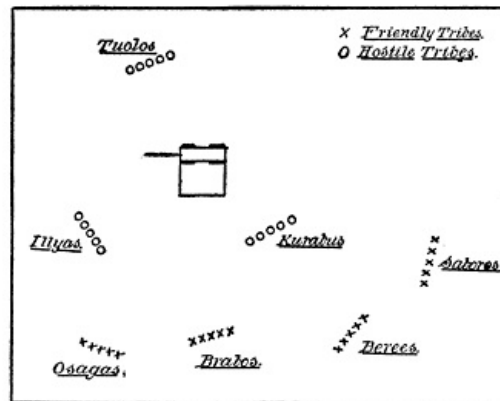 Tuolos
x Friendly Tribes.
o Hostile Tribes.
Illyas.
Kurabus
Sabores.
Osagas,
Brabos.
Berees.